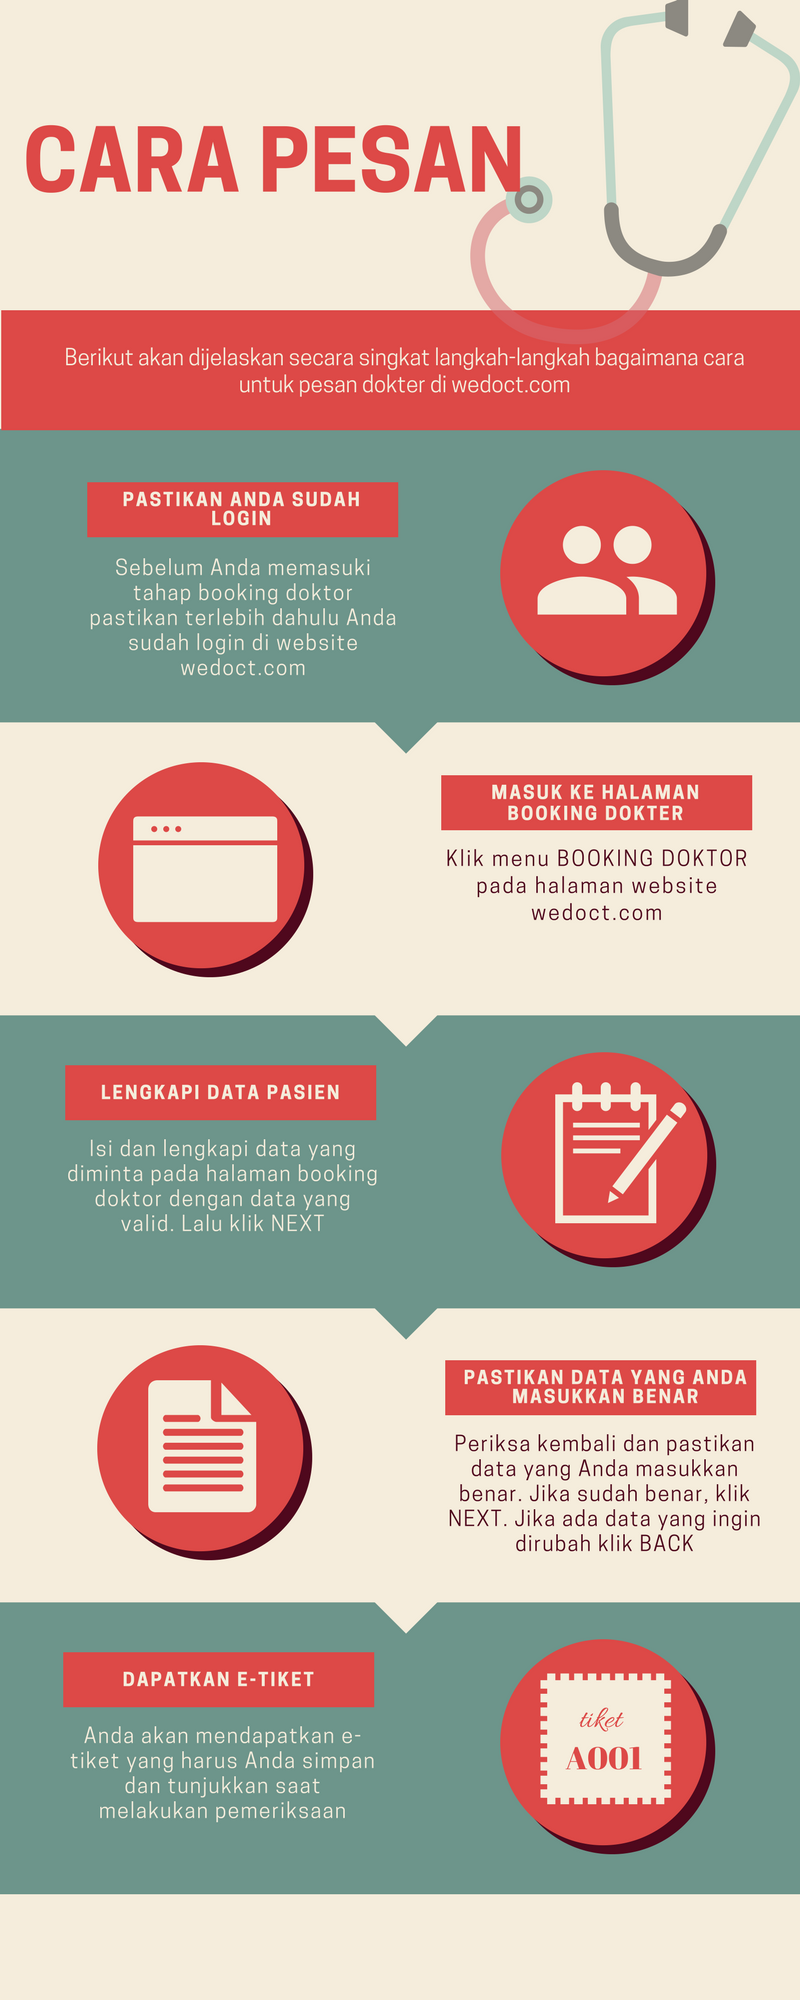 CARA PESAN
Berikut akan dijelaskan secara singkat langkah-langkah bagaimana cara
untuk pesan dokter di wedoct.com
PASTIKAN ANDA SUDAH
LOGIN
Sebelum Anda memasuki
tahap booking doktor
pastikan terlebih dahulu Anda
sudah login di website
wedoct.com
MASUK KE HALAMAN
BOOKING DOKTER
Klik menu BOOKING DOKTOR
pada halaman website
wedoct.com
LENGKAPI DATA PASIEN
Isi dan lengkapi data yang
diminta pada halaman booking
doktor dengan data yang
valid. Lalu klik NEXT
PASTIKAN DATA YANG ANDA
MASUKKAN BENAR
Periksa kembali dan pastikan
data yang Anda masukkan
benar. Jika sudah benar, klik
NEXT. Jika ada data yang ingin
dirubah klik BACK
DAPATKAN E-TIKET
Anda akan mendapatkan e-
tiket yang harus Anda simpan
dan tunjukkan saat
melakukan pemeriksaan
tiket
A001